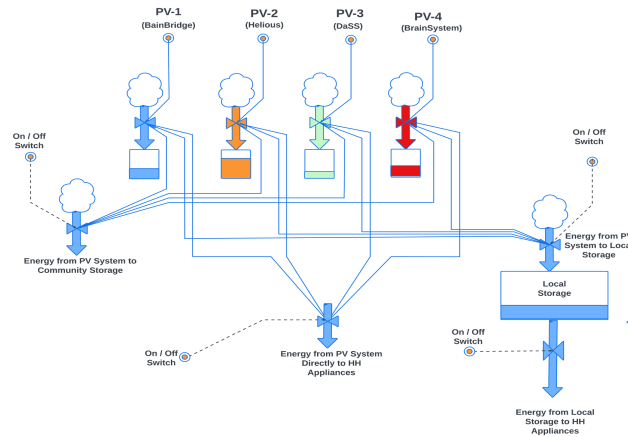 PV-1
(BainBridge)
PV-2
(Helious)
PV-3
(DaSS)
PV-4
(BrainSystem)
On / Off
Switch
On / Off
Switch
Energy from PV System to
Community Storage
Energy from PV
System to Local
Storage
Local
Storage
On / Off
Switch
Energy from PV System
Directly to HH
Appliances
On / Off
Switch
Energy from Local
Storage to HH
Appliances